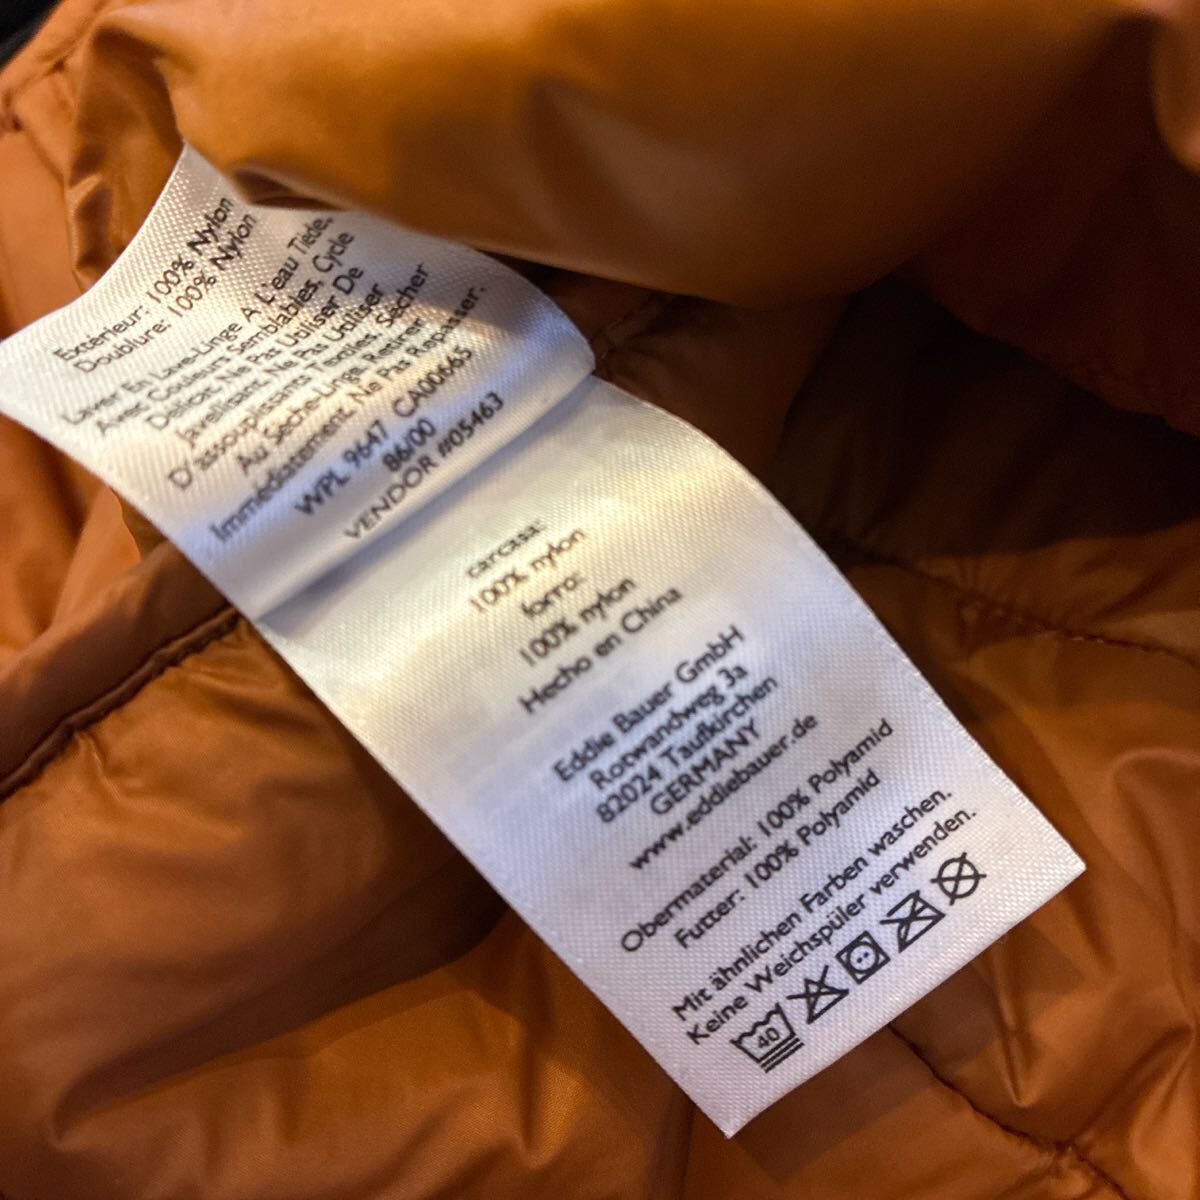 Extérieur: 100% Nylon
Doublure: 100% Nylon
Laver En Lave-Linge À L'eau Tiède,
Avec Couleurs Semblables, Cycle
Délicat. Ne Pas Utiliser De
Javellisant. Ne Pas Utiliser
D'assouplissants Textiles. Sécher
Au Sèche-Linge. Retirer
Immédiatement. Ne Pas Repasser.
WPL 9647 CA00665
86/00
VENDOR #05463
carcasa:
100% nylon
forro:
100% nylon
Hecho en China
Eddie Bauer GmbH
Rotwandweg 3a
82024 Taufkirchen
GERMANY
www.eddiebauer.de
Obermaterial: 100% Polyamid
Futter: 100% Polyamid
Mit ähnlichen Farben waschen.
Keine Weichspüler verwenden.
40